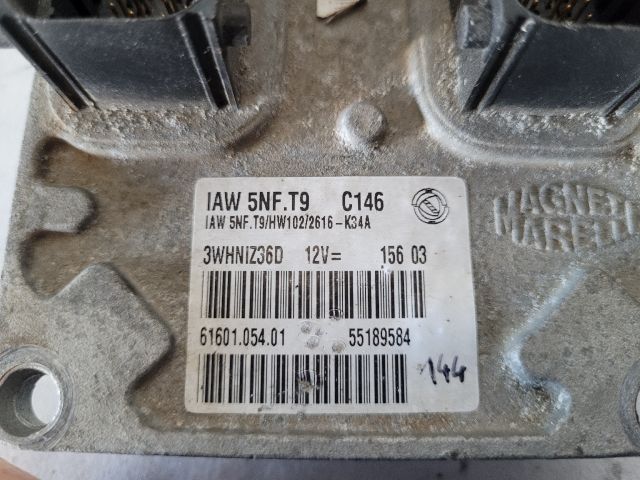 IAW 5NF.T9 C146
IAW 5NF.T9/HW102/2616-K34A
3WHNIZ36D 12V= 156 03
61601.054.01 55189584
144
MAGNETI
MARELLI